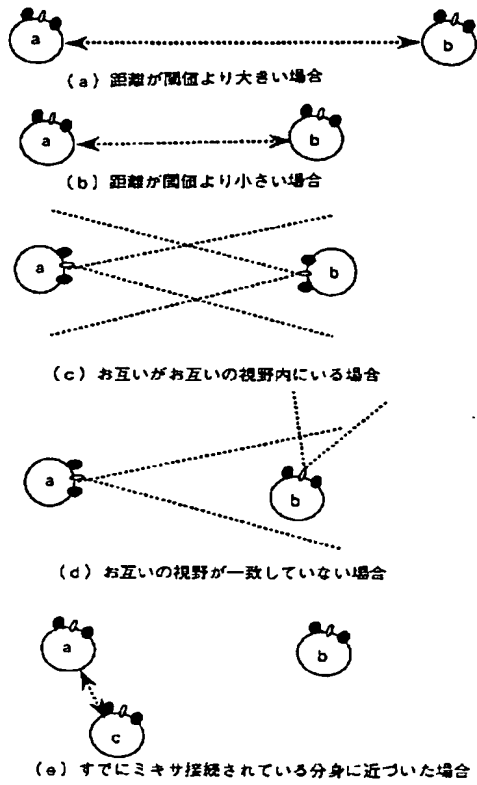 a b
(a) 距離が閾値より大きい場合
a b
(b) 距離が閾値より小さい場合
a b
(c) お互いがお互いの視野内にいる場合
a b
(d) お互いの視野が一致していない場合
a b
c
(e) すでにミキサ接続されている分身に近づいた場合